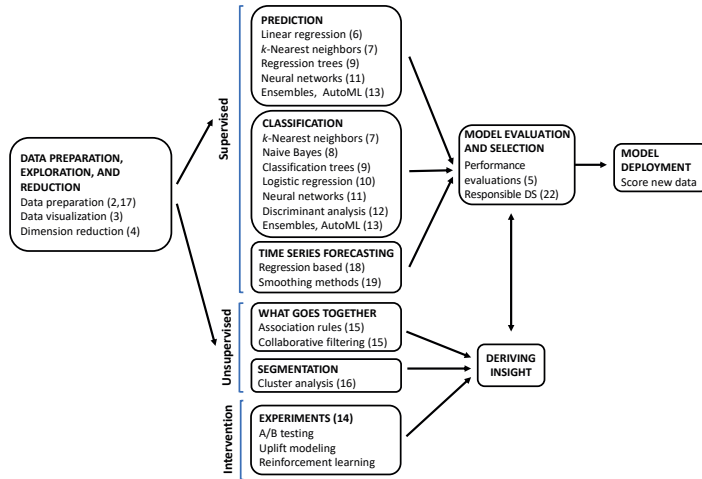 DATA PREPARATION,
EXPLORATION, AND
REDUCTION
Data preparation (2,17)
Data visualization (3)
Dimension reduction (4)
Supervised
PREDICTION
Linear regression (6)
k-Nearest neighbors (7)
Regression trees (9)
Neural networks (11)
Ensembles, AutoML (13)
CLASSIFICATION
k-Nearest neighbors (7)
Naive Bayes (8)
Classification trees (9)
Logistic regression (10)
Neural networks (11)
Discriminant analysis (12)
Ensembles, AutoML (13)
TIME SERIES FORECASTING
Regression based (18)
Smoothing methods (19)
Unsupervised
WHAT GOES TOGETHER
Association rules (15)
Collaborative filtering (15)
SEGMENTATION
Cluster analysis (16)
Intervention
EXPERIMENTS (14)
A/B testing
Uplift modeling
Reinforcement learning
MODEL EVALUATION
AND SELECTION
Performance
evaluations (5)
Responsible DS (22)
DERIVING
INSIGHT
MODEL
DEPLOYMENT
Score new data